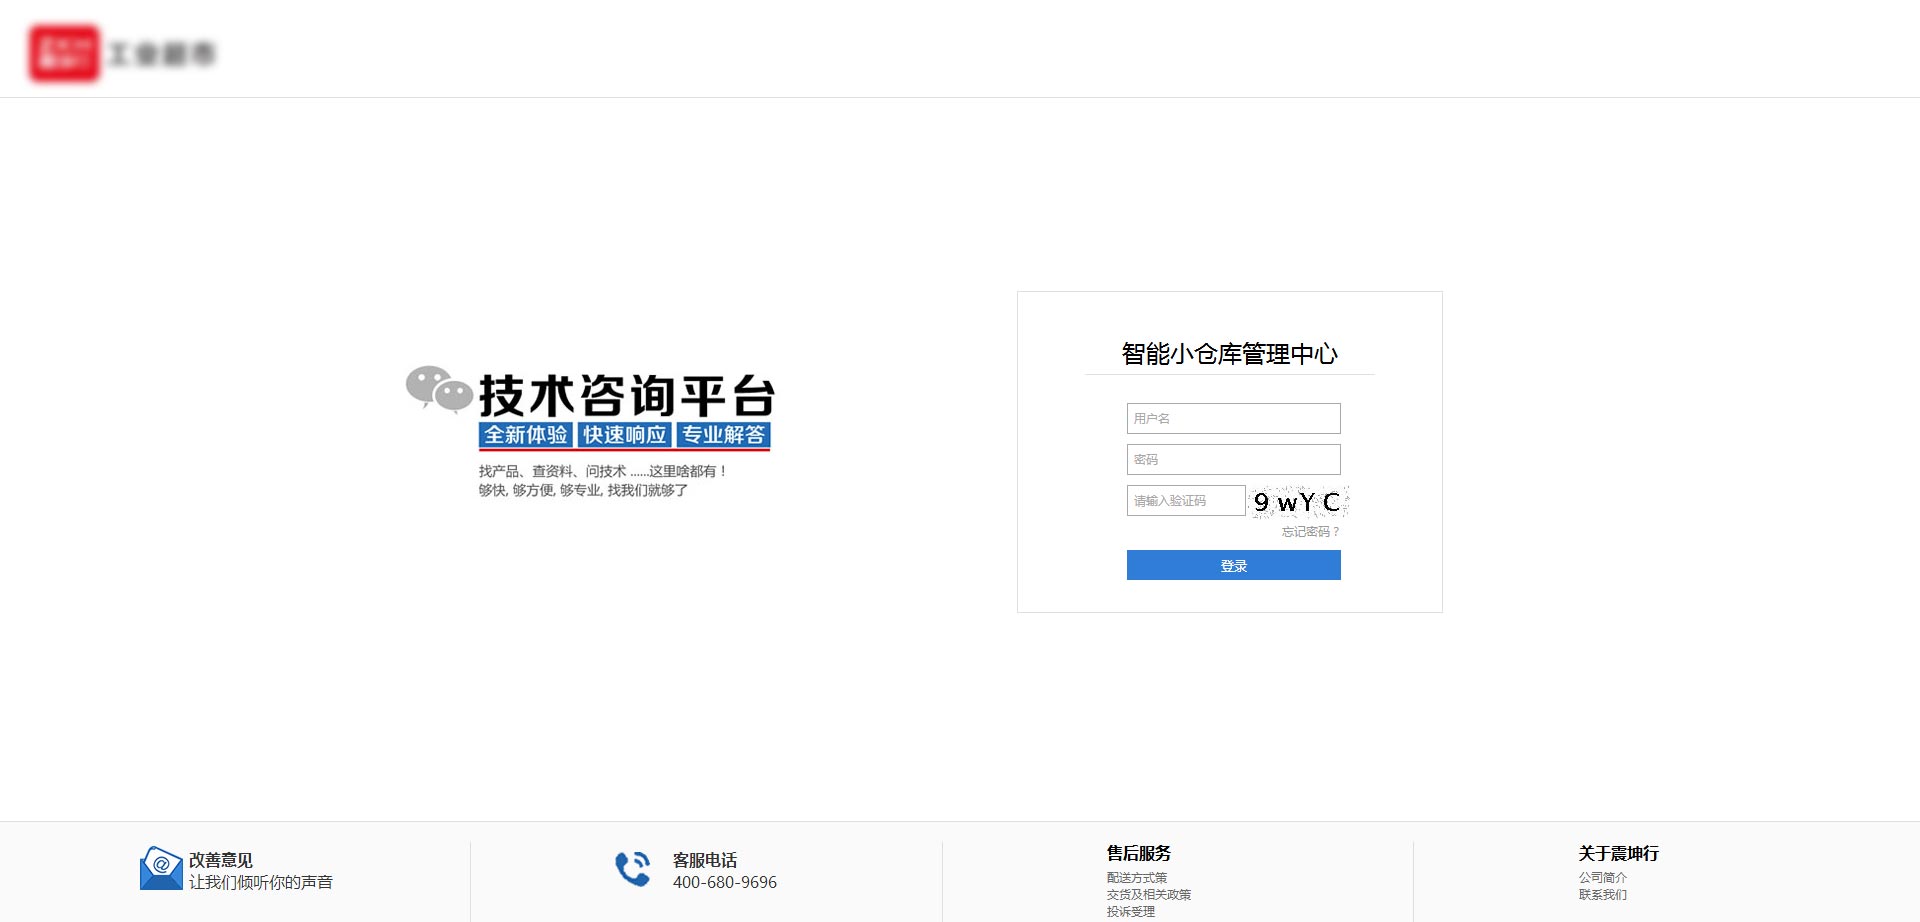 工业超市
技术咨询平台
全新体验 快速响应 专业解答
找产品、查资料、问技术 ......这里啥都有！
够快, 够方便, 够专业, 找我们就够了
智能小仓库管理中心
用户名
密码
请输入验证码 9wYC
忘记密码？
登录
改善意见
让我们倾听你的声音
客服电话
400-680-9696
售后服务
配送方式策
交货及相关政策
投诉受理
关于震坤行
公司简介
联系我们